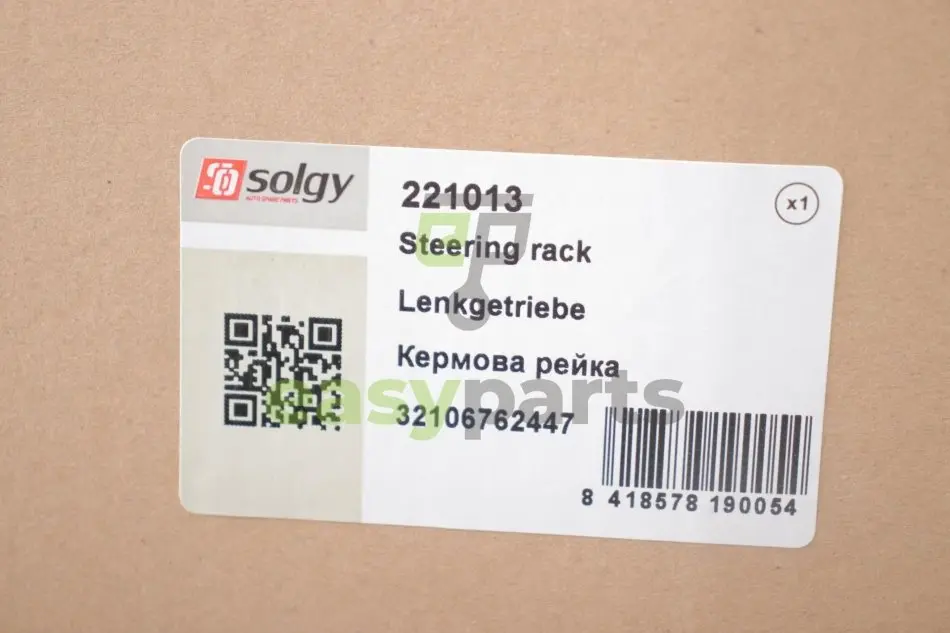 solgy
AUTO SPARE PARTS
221013
x1
Steering rack
Lenkgetriebe
Кермова рейка
easyparts
32106762447
8 418578 190054